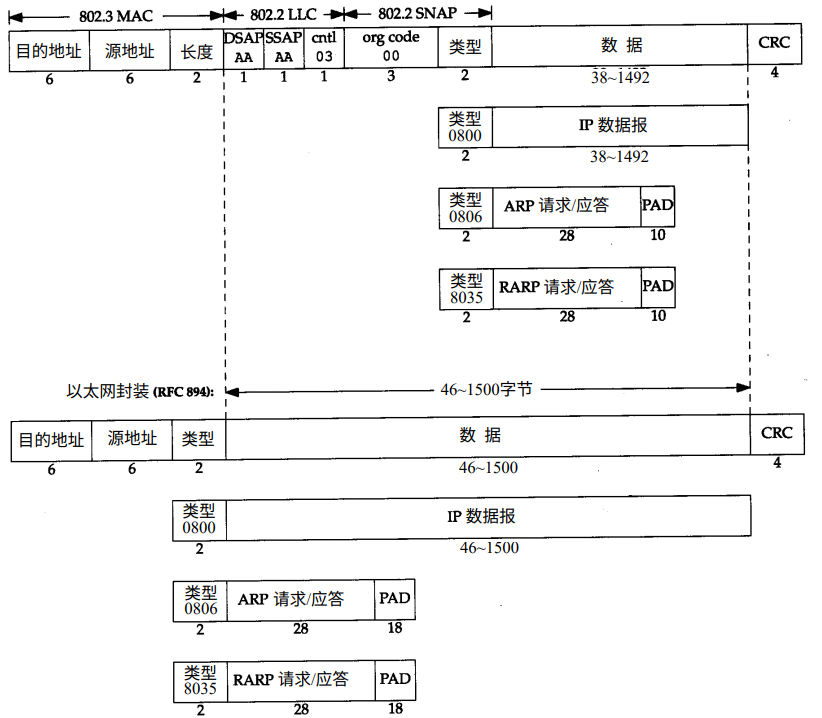 802.3 MAC 802.2 LLC 802.2 SNAP
目的地址 源地址 长度 DSAP AA SSAP AA cntl 03 org code 00 类型 数 据 CRC
6 6 2 1 1 1 3 2 38~1492 4
类型 0800 IP 数据报
2 38~1492
类型 0806 ARP 请求/应答 PAD
2 28 10
类型 8035 RARP 请求/应答 PAD
2 28 10
以太网封装 (RFC 894): 46~1500字节
目的地址 源地址 类型 数 据 CRC
6 6 2 46~1500 4
类型 0800 IP 数据报
2 46~1500
类型 0806 ARP 请求/应答 PAD
2 28 18
类型 8035 RARP 请求/应答 PAD
2 28 18